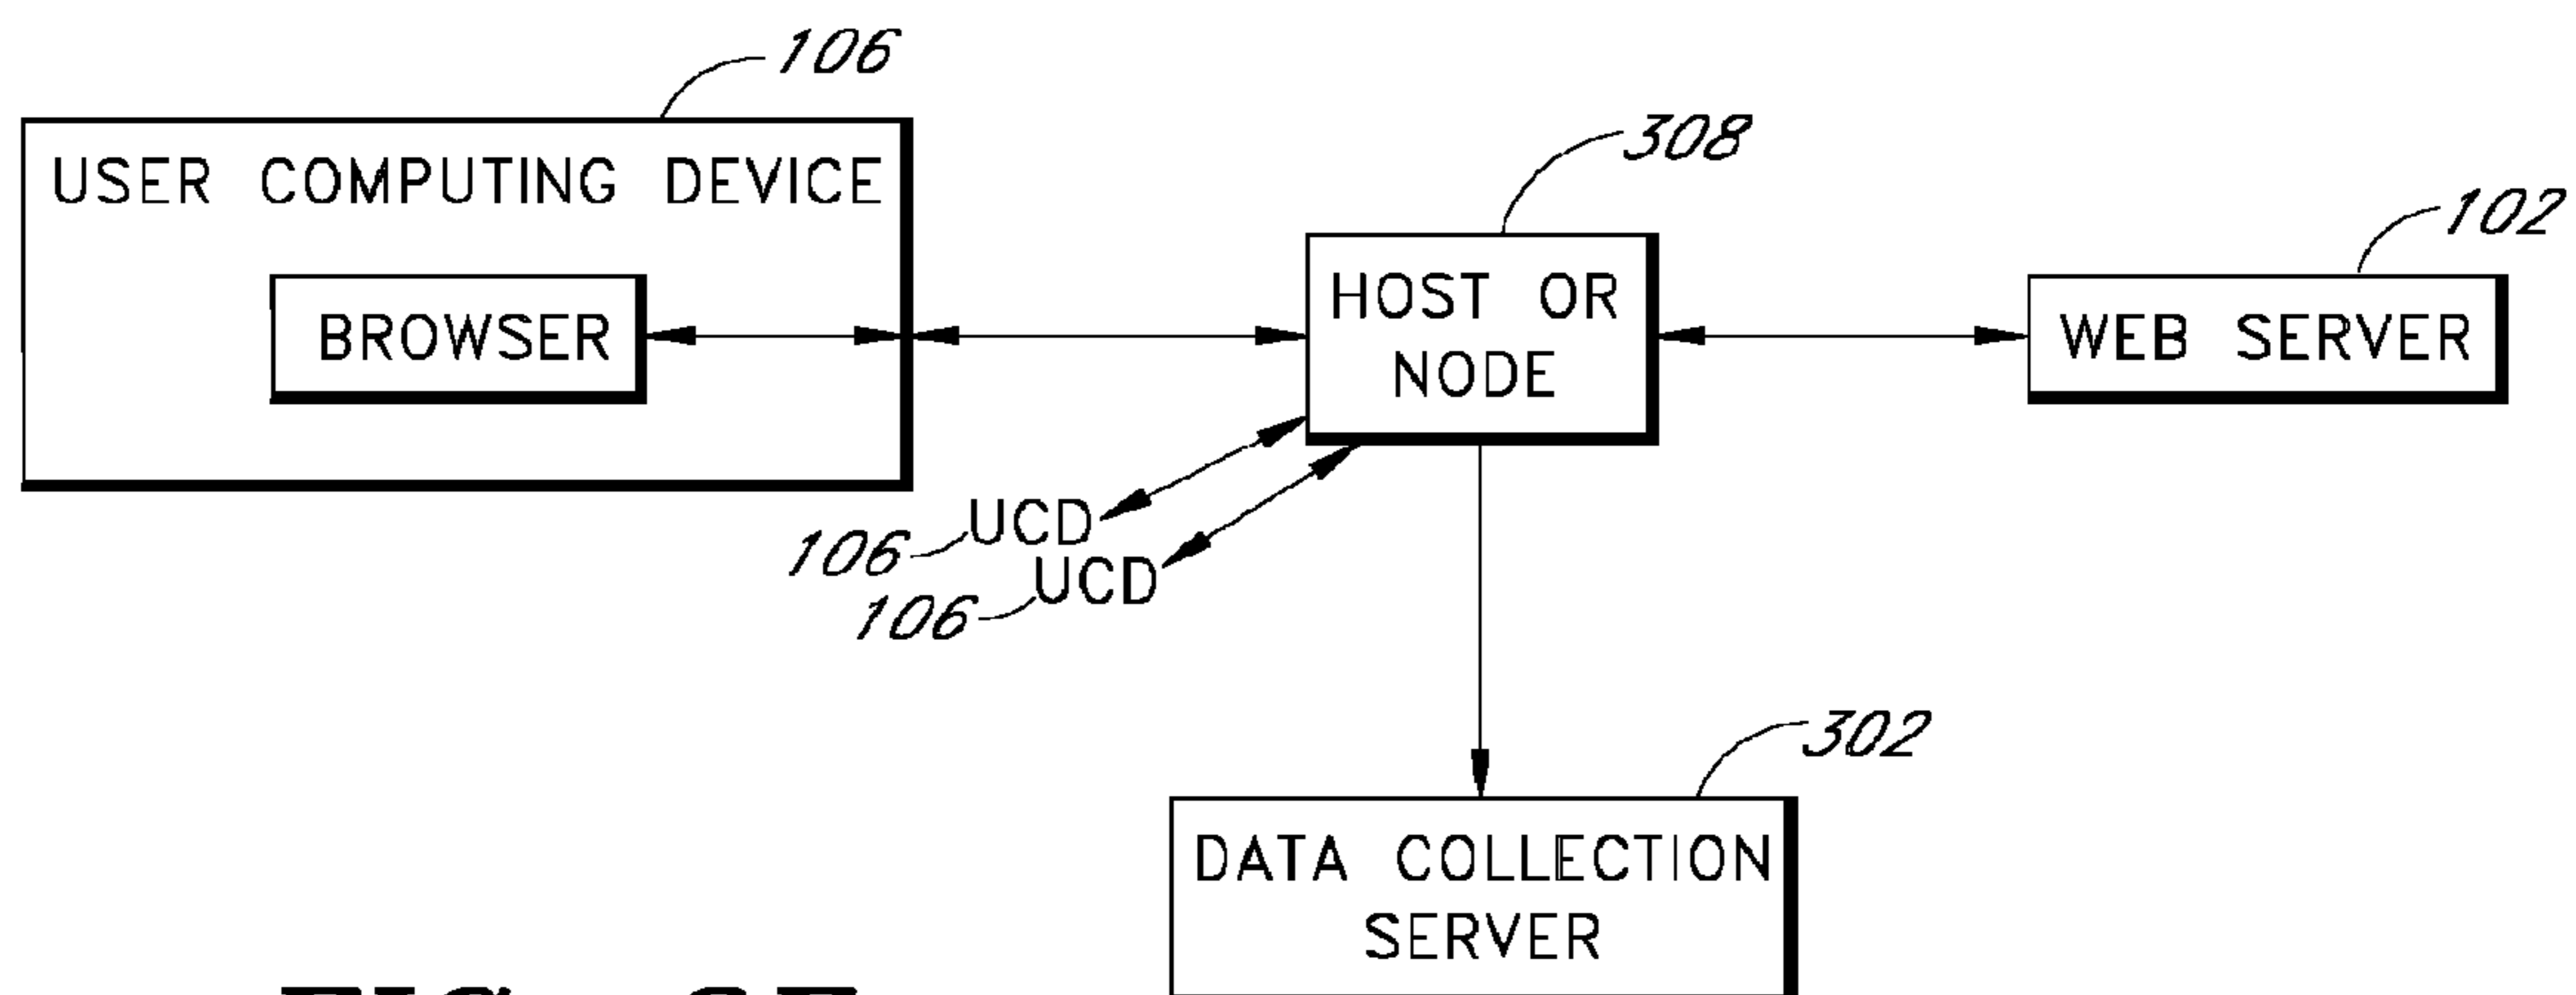 106
308
102
USER COMPUTING DEVICE
HOST OR
NODE
BROWSER
WEB SERVER
106 UCD
106 UCD
302
DATA COLLECTION
SERVER